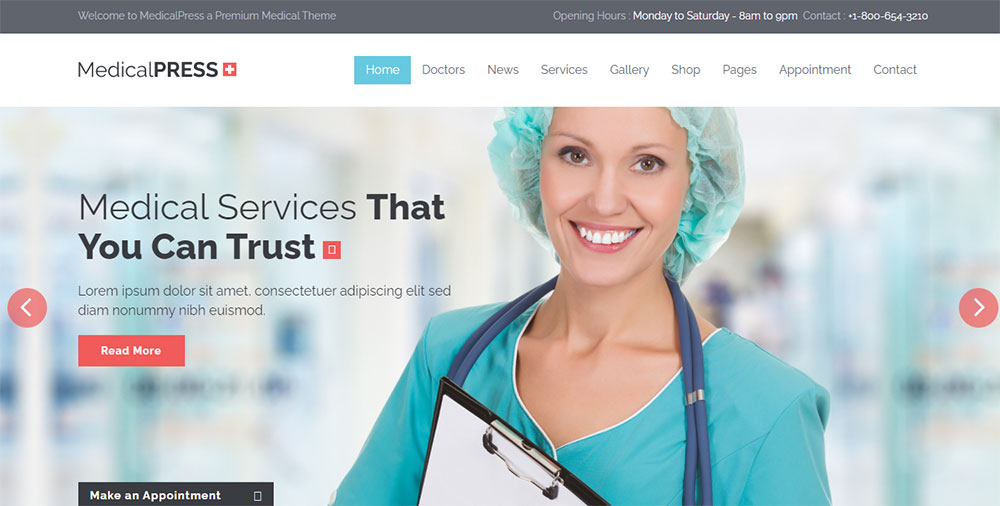 Welcome to MedicalPress a Premium Medical Theme
Opening Hours : Monday to Saturday - 8am to 9pm Contact : +1-800-654-3210
MedicalPRESS
Home Doctors News Services Gallery Shop Pages Appointment Contact
Medical Services That
You Can Trust
Lorem ipsum dolor sit amet, consectetuer adipiscing elit sed
diam nonummy nibh euismod.
Read More
Make an Appointment